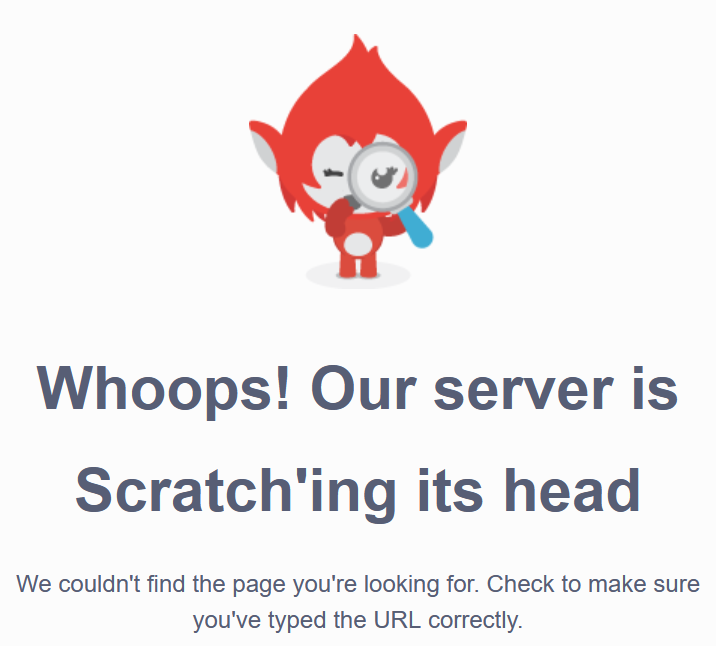 Whoops! Our server is
Scratch'ing its head
We couldn't find the page you're looking for. Check to make sure
you've typed the URL correctly.